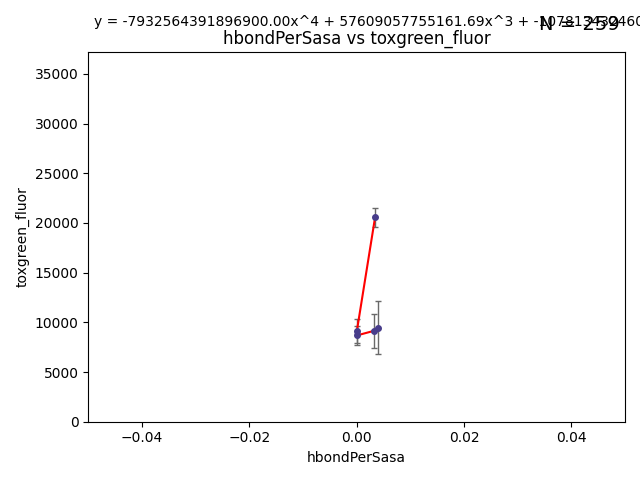 y = -7932564391896900.00x^4 + 57609057755161.69x^3 +
N = 259
hbondPerSasa vs toxgreen_fluor
35000
30000
25000
20000
15000
10000
5000
0
toxgreen_fluor
−0.04
−0.02
0.00
0.02
0.04
hbondPerSasa